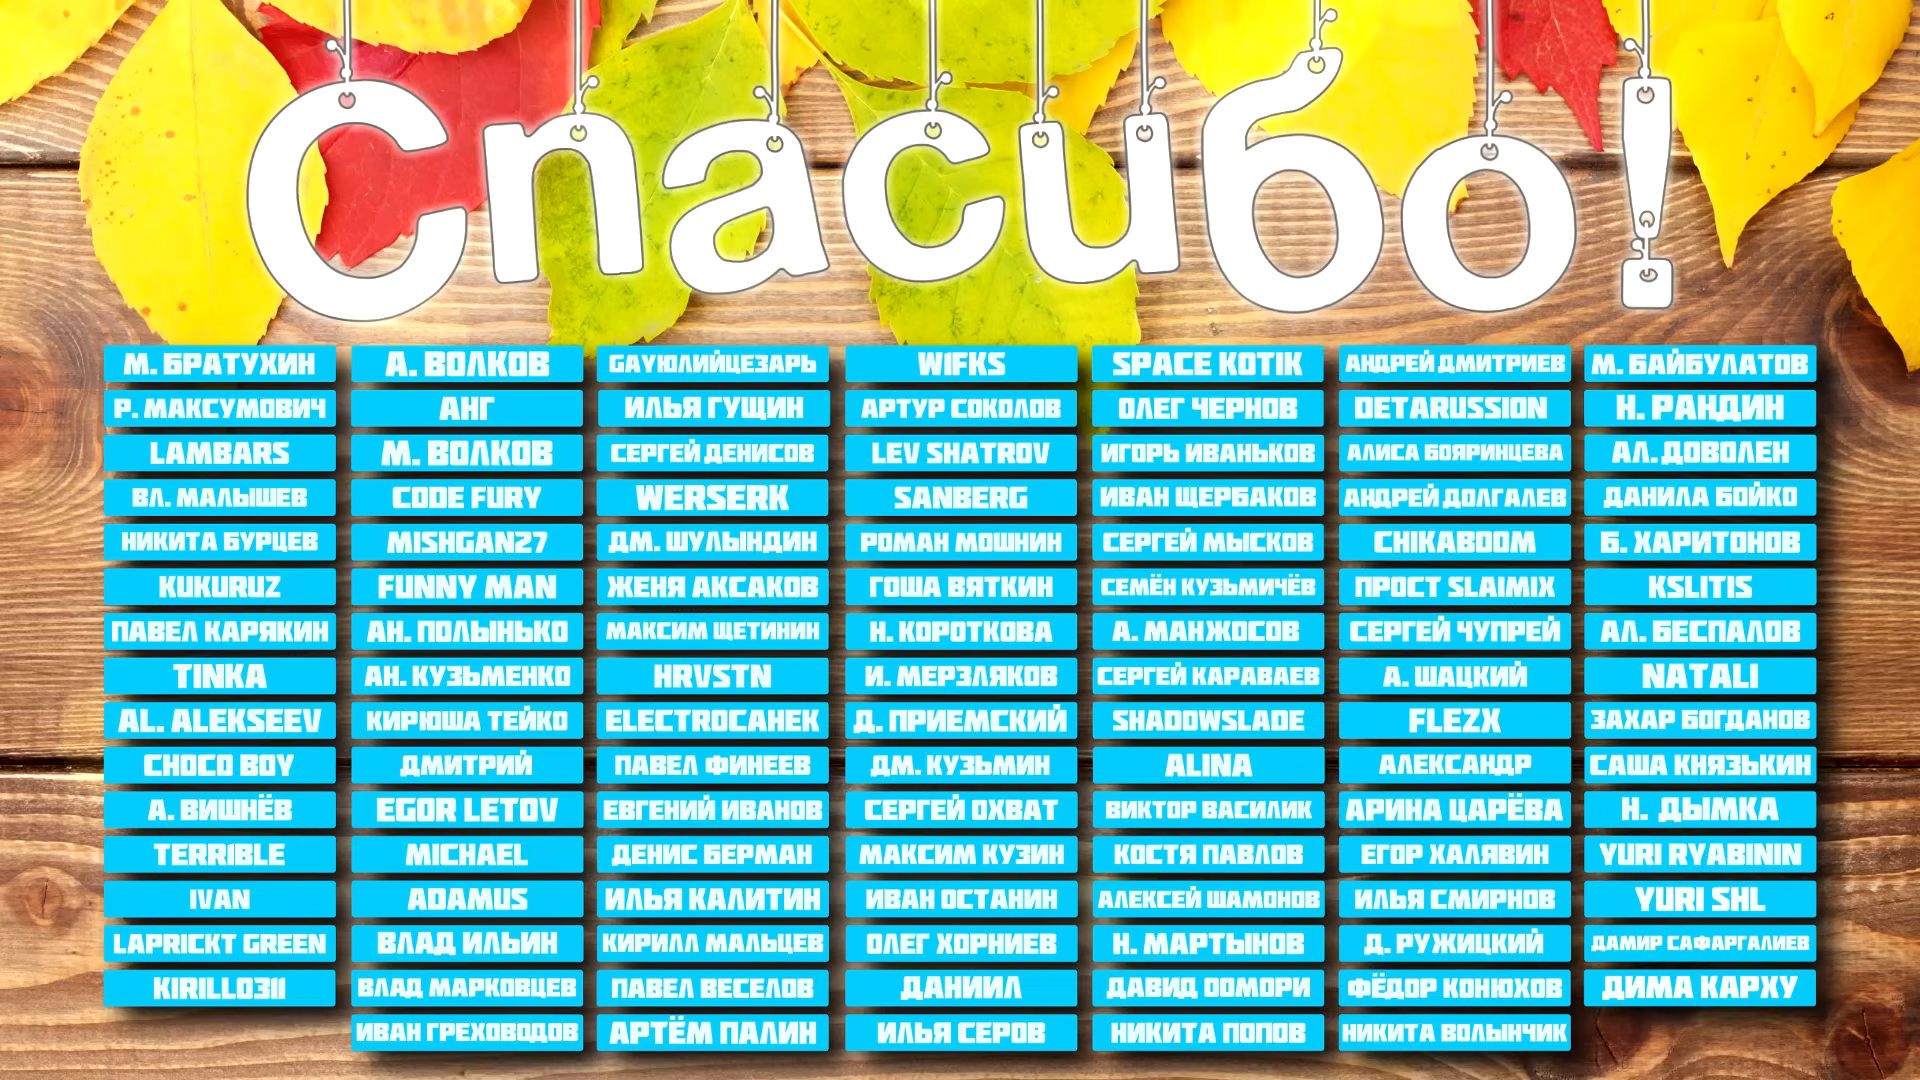 Спасибо!
М. БРАТУХИН
А. ВОЛКОВ
GAYЮЛИЙЦЕЗАРЬ
W1FKS
SPACE KOTIK
АНДРЕЙ ДМИТРИЕВ
М. БАЙБУЛАТОВ
Р. МАКСУМОВИЧ
АНГ
ИЛЬЯ ГУЩИН
АРТУР СОКОЛОВ
ОЛЕГ ЧЕРНОВ
DETARUSSION
Н. РАНДИН
LAMBARS
М. ВОЛКОВ
СЕРГЕЙ ДЕНИСОВ
LEV SHATROV
ИГОРЬ ИВАНЬКОВ
АЛИСА БОЯРИНЦЕВА
АЛ. ДОВОЛЕН
ВЛ. МАЛЫШЕВ
CODE FURY
WERSERK
SANBERG
ИВАН ЩЕРБАКОВ
АНДРЕЙ ДОЛГАЛЕВ
ДАНИЛА БОЙКО
НИКИТА БУРЦЕВ
MISHGAN27
ДМ. ШУЛЫНДИН
РОМАН МОШНИН
СЕРГЕЙ МЫСКОВ
CHIKABOOM
Б. ХАРИТОНОВ
KUKURUZ
FUNNY MAN
ЖЕНЯ АКСАКОВ
ГОША ВЯТКИН
СЕМЁН КУЗЬМИЧЁВ
ПРОСТ SLAIMIX
KSLITIS
ПАВЕЛ КАРЯКИН
АН. ПОЛЫНЬКО
МАКСИМ ЩЕТИНИН
Н. КОРОТКОВА
А. МАНЖОСОВ
СЕРГЕЙ ЧУПРЕЙ
АЛ. БЕСПАЛОВ
TINKA
АН. КУЗЬМЕНКО
HRVSTN
И. МЕРЗЛЯКОВ
СЕРГЕЙ КАРАВАЕВ
А. ШАЦКИЙ
NATALI
AL. ALEKSEEV
КИРЮША ТЕЙКО
ELECTROCAHEK
Д. ПРИЕМСКИЙ
SHADOWSLADE
FLEZX
ЗАХАР БОГДАНОВ
CHOCO BOY
ДМИТРИЙ
ПАВЕЛ ФИНЕЕВ
ДМ. КУЗЬМИН
ALINA
АЛЕКСАНДР
САША КНЯЗЬКИН
А. ВИШНЁВ
EGOR LETOV
ЕВГЕНИЙ ИВАНОВ
СЕРГЕЙ ОХВАТ
ВИКТОР ВАСИЛИК
АРИНА ЦАРЁВА
Н. ДЫМКА
TERR1BLE
MICHAEL
ДЕНИС БЕРМАН
МАКСИМ КУЗИН
КОСТЯ ПАВЛОВ
ЕГОР ХАЛЯВИН
YURI RYABININ
IVAN
ADAMUS
ИЛЬЯ КАЛИТИН
ИВАН ОСТАНИН
АЛЕКСЕЙ ШАМОНОВ
ИЛЬЯ СМИРНОВ
YURI SHL
LAPRICKT GREEN
ВЛАД ИЛЬИН
КИРИЛЛ МАЛЬЦЕВ
ОЛЕГ ХОРНИЕВ
Н. МАРТЫНОВ
Д. РУЖИЦКИЙ
ДАМИР САФАРГАЛИЕВ
KIRILL0311
ВЛАД МАРКОВЦЕВ
ПАВЕЛ ВЕСЕЛОВ
ДАНИИЛ
ДАВИД ООМОРИ
ФЁДОР КОНЮХОВ
ДИМА КАРХУ
ИВАН ГРЕХОВОДОВ
АРТЁМ ПАЛИН
ИЛЬЯ СЕРОВ
НИКИТА ПОПОВ
НИКИТА ВОЛЫНЧИК